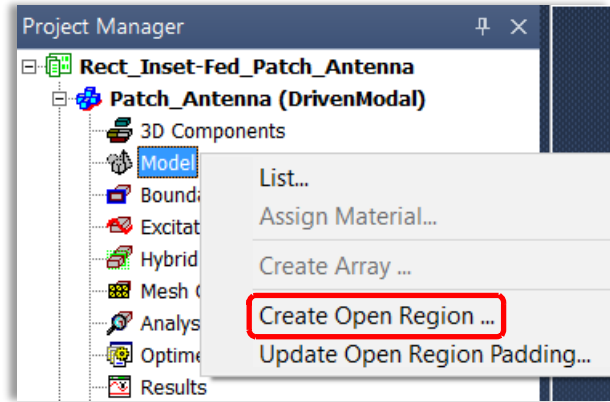 Project Manager
Rect_Inset-Fed_Patch_Antenna
Patch_Antenna (DrivenModal)
3D Components
Model
List...
Bound
Assign Material...
Excitat
Hybrid
Create Array ...
Mesh
Create Open Region ...
Analys
Update Open Region Padding...
Optime
Results